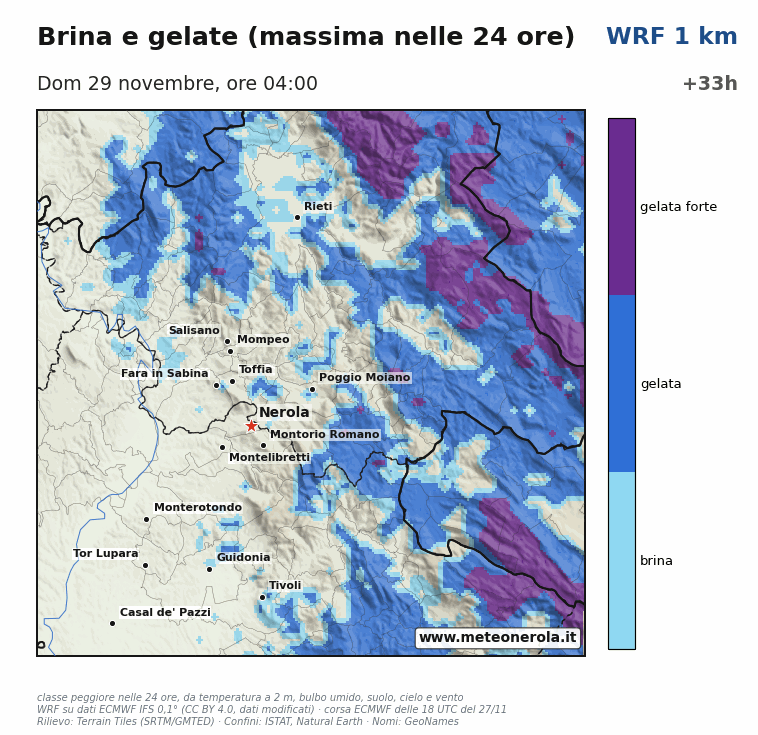 Brina e gelate (massima nelle 24 ore) WRF 1 km
Dom 29 novembre, ore 04:00 +33h
Rieti
gelata forte
Salisano
Mompeo
Fara in Sabina
Toffia
Poggio Moiano
gelata
Nerola
Montorio Romano
Montelibretti
Monterotondo
Tor Lupara
Guidonia
brina
Tivoli
Casal de' Pazzi
www.meteonerola.it
classe peggiore nelle 24 ore, da temperatura a 2 m, bulbo umido, suolo, cielo e vento
WRF su dati ECMWF IFS 0,1° (CC BY 4.0, dati modificati) · corsa ECMWF delle 18 UTC del 27/11
Rilievo: Terrain Tiles (SRTM/GMTED) · Confini: ISTAT, Natural Earth · Nomi: GeoNames